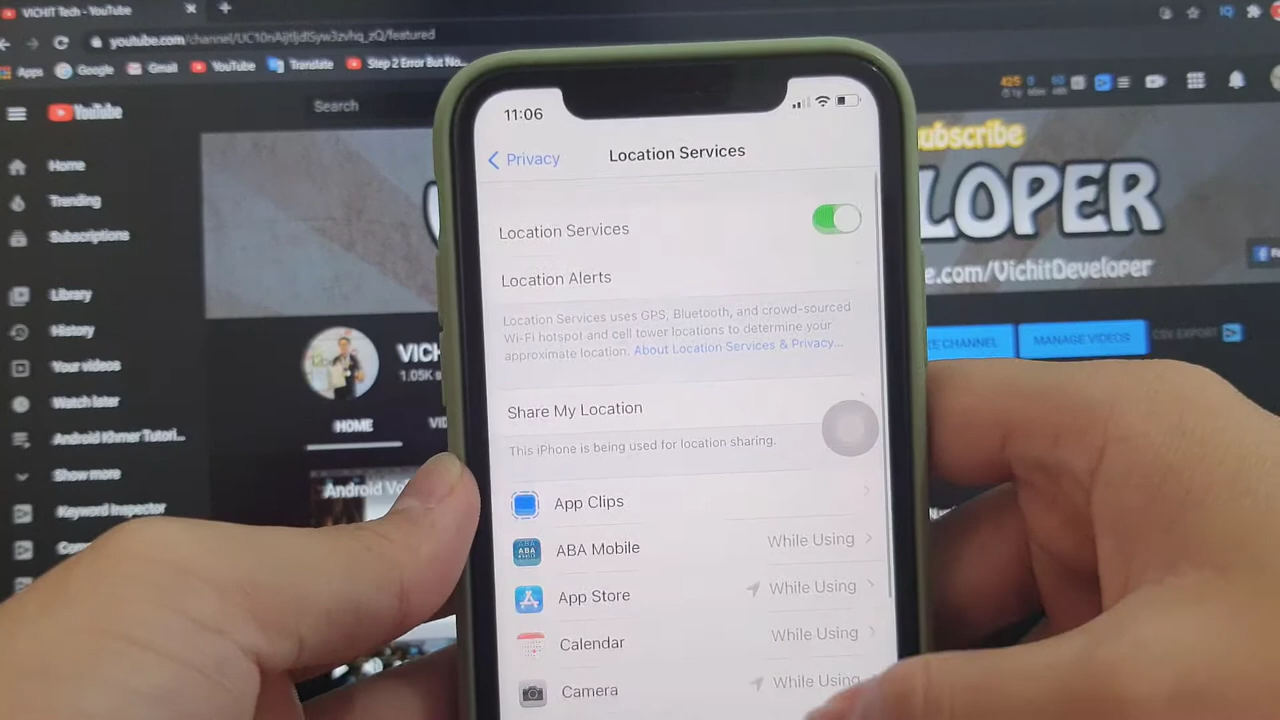 VICHIT Tech - YouTube
youtube.com/channel/UC10nAjitJdISyw3zvhq_zQ/featured
Apps
Google
Gmail
YouTube
Translate
Step 2 Error But No...
YouTube
Search
Home
Trending
Subscriptions
Library
History
Your videos
Watch later
Android Khmer Tutori...
Show more
Keyword Inspector
ubscribe
LOPER
e.com/VichitDeveloper
VICH
1.05K s
CHANNEL
MANAGE VIDEOS
CSV EXPORT
HOME
VI
Android Vo
11:06
Privacy
Location Services
Location Services
Location Alerts
Location Services uses GPS, Bluetooth, and crowd-sourced
Wi-Fi hotspot and cell tower locations to determine your
approximate location. About Location Services & Privacy...
Share My Location
This iPhone is being used for location sharing.
App Clips
ABA Mobile While Using
App Store While Using
Calendar While Using
Camera While Using